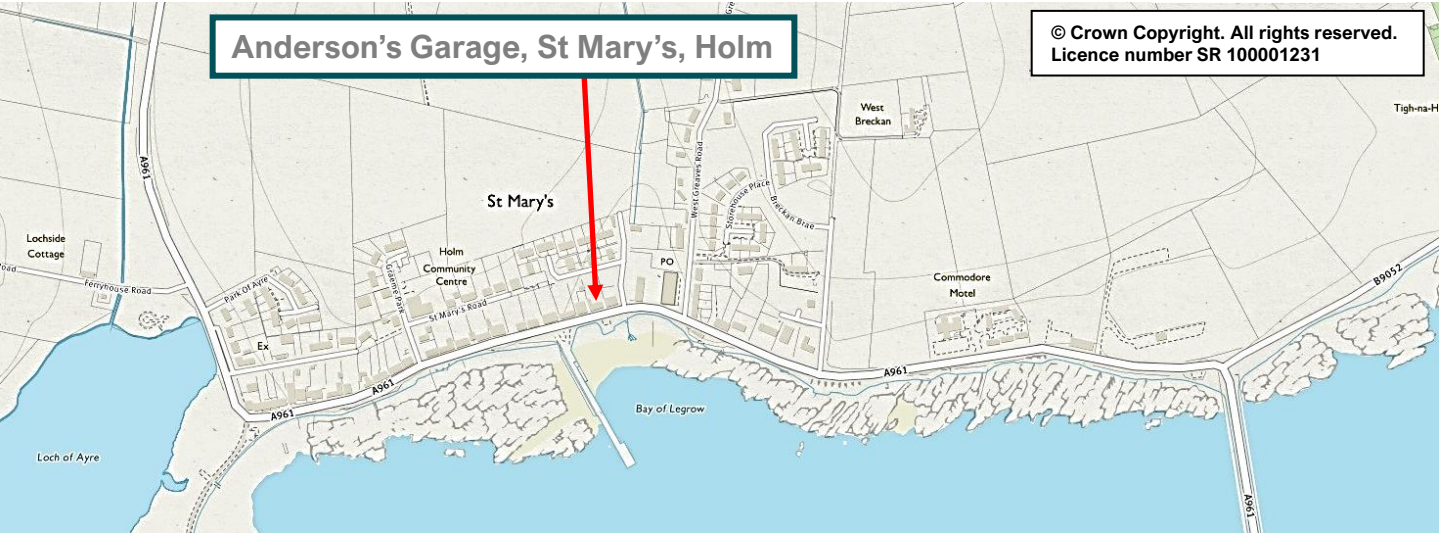 Anderson's Garage, St Mary's, Holm
© Crown Copyright. All rights reserved.
Licence number SR 100001231
A961
West
Breckan
Tigh-na-H
West Greaves Road
Storehouse Place
Breckan Brae
St Mary's
Lochside
Cottage
Holm
Community
Centre
PO
Commodore
Motel
B9052
oad
Ferryhouse Road
Park Of Ayre
Graeme Park
St Mary's Road
Ex
A961
A961
A961
Bay of Legrow
Loch of Ayre
A961